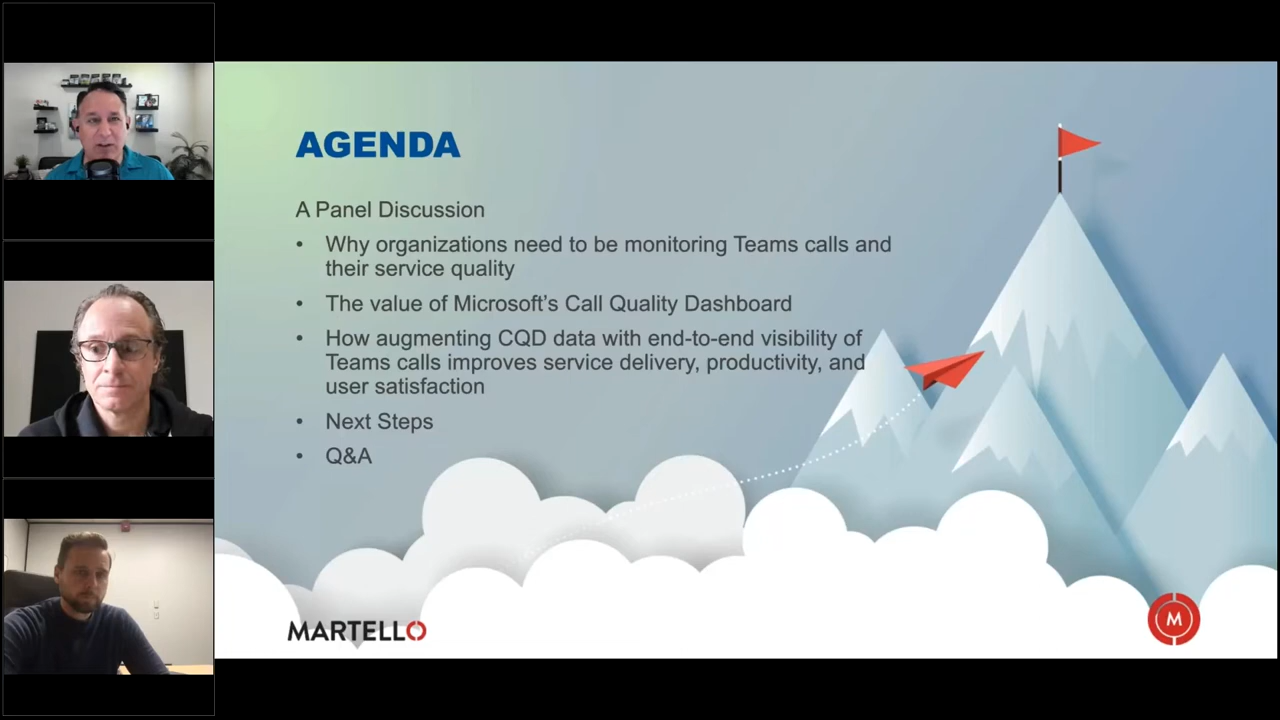 AGENDA
A Panel Discussion
• Why organizations need to be monitoring Teams calls and
their service quality
• The value of Microsoft's Call Quality Dashboard
• How augmenting CQD data with end-to-end visibility of
Teams calls improves service delivery, productivity, and
user satisfaction
• Next Steps
• Q&A
MARTELLO
M